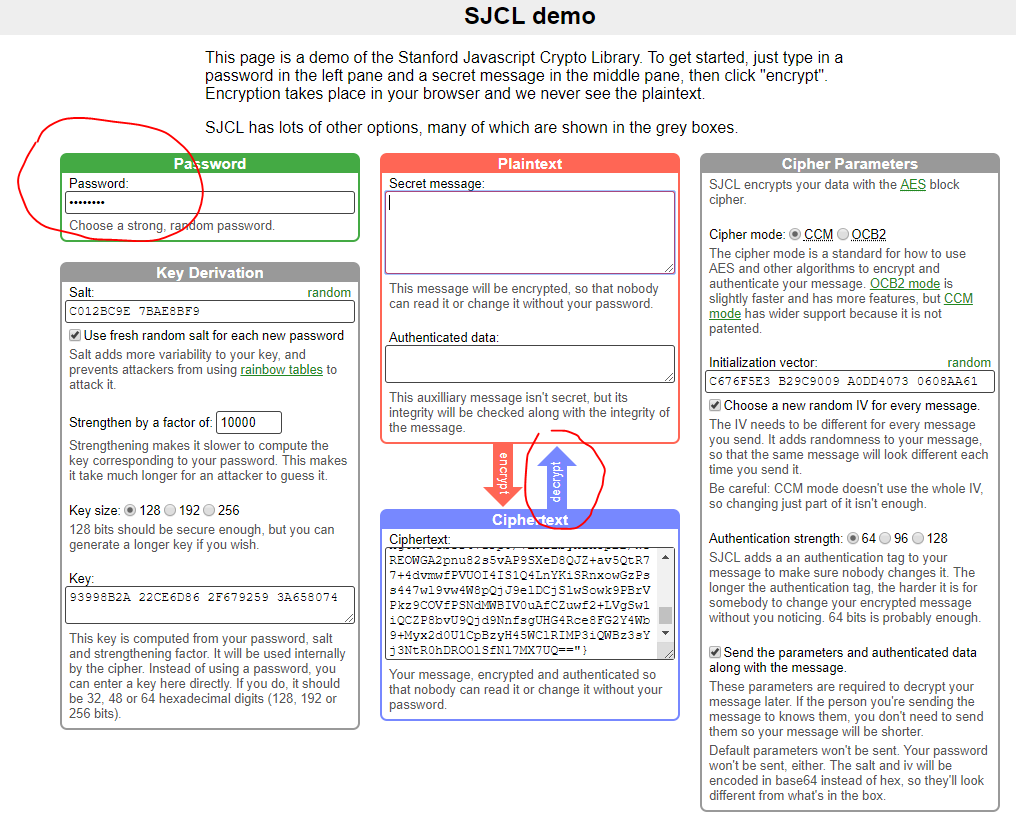 SJCL demo
This page is a demo of the Stanford Javascript Crypto Library. To get started, just type in a
password in the left pane and a secret message in the middle pane, then click "encrypt".
Encryption takes place in your browser and we never see the plaintext.
SJCL has lots of other options, many of which are shown in the grey boxes.
Password
Password:
••••••••
Choose a strong, random password.
Key Derivation
Salt: random
C012BC9E 7BAE8BF9
Use fresh random salt for each new password
Salt adds more variability to your key, and
prevents attackers from using rainbow tables to
attack it.
Strengthen by a factor of: 10000
Strengthening makes it slower to compute the
key corresponding to your password. This makes
it take much longer for an attacker to guess it.
Key size: 128 192 256
128 bits should be secure enough, but you can
generate a longer key if you wish.
Key:
93998B2A 22CE6D86 2F679259 3A658074
This key is computed from your password, salt
and strengthening factor. It will be used internally
by the cipher. Instead of using a password, you
can enter a key here directly. If you do, it should
be 32, 48 or 64 hexadecimal digits (128, 192 or
256 bits).
Plaintext
Secret message:
This message will be encrypted, so that nobody
can read it or change it without your password.
Authenticated data:
This auxilliary message isn't secret, but its
integrity will be checked along with the integrity of
the message.
encrypt
decrypt
Ciphertext
Ciphertext:
REOWGA2pnu82s5vAP9SXeD8QJZ+av5QtR7
7+4dvmwfPVUOI4IS1Q4LnYKiSRnxowGzPs
s447wl9vw4W8pQjJ9elDCjSlwSowk9PBrV
Pkz9COVfPSNdMWBIV0uAfCZuwf2+LVgSwl
iQCZP8bvU9Qjd9NnfsgUHG4Rce8FG2Y4Wb
9+Myx2d0UlCpBzyH45WClRIMP3iQWBz3sY
j3NtR0hDROOlSfNl7MX7UQ=="}
Your message, encrypted and authenticated so
that nobody can read it or change it without your
password.
Cipher Parameters
SJCL encrypts your data with the AES block
cipher.
Cipher mode: CCM OCB2
The cipher mode is a standard for how to use
AES and other algorithms to encrypt and
authenticate your message. OCB2 mode is
slightly faster and has more features, but CCM
mode has wider support because it is not
patented.
Initialization vector: random
C676F5E3 B29C9009 A0DD4073 0608AA61
Choose a new random IV for every message.
The IV needs to be different for every message
you send. It adds randomness to your message,
so that the same message will look different each
time you send it.
Be careful: CCM mode doesn't use the whole IV,
so changing just part of it isn't enough.
Authentication strength: 64 96 128
SJCL adds a an authentication tag to your
message to make sure nobody changes it. The
longer the authentication tag, the harder it is for
somebody to change your encrypted message
without you noticing. 64 bits is probably enough.
Send the parameters and authenticated data
along with the message.
These parameters are required to decrypt your
message later. If the person you're sending the
message to knows them, you don't need to send
them so your message will be shorter.
Default parameters won't be sent. Your password
won't be sent, either. The salt and iv will be
encoded in base64 instead of hex, so they'll look
different from what's in the box.